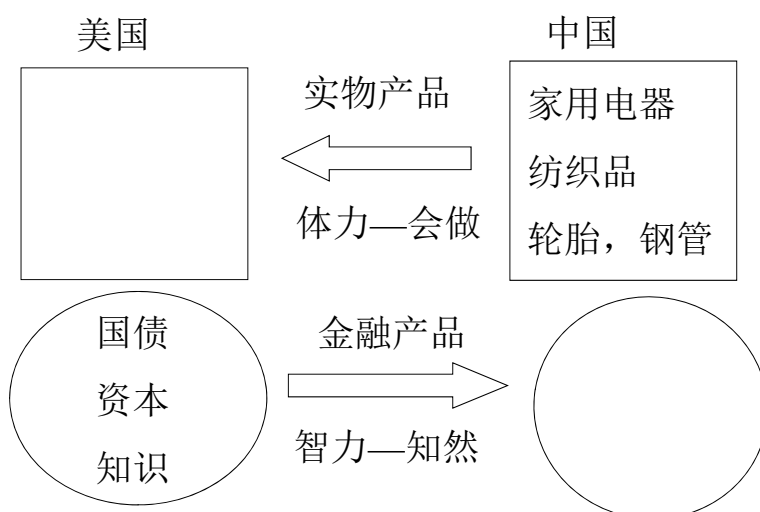 美国
中国
实物产品
家用电器
纺织品
体力—会做
轮胎，钢管
国债
金融产品
资本
智力—知然
知识